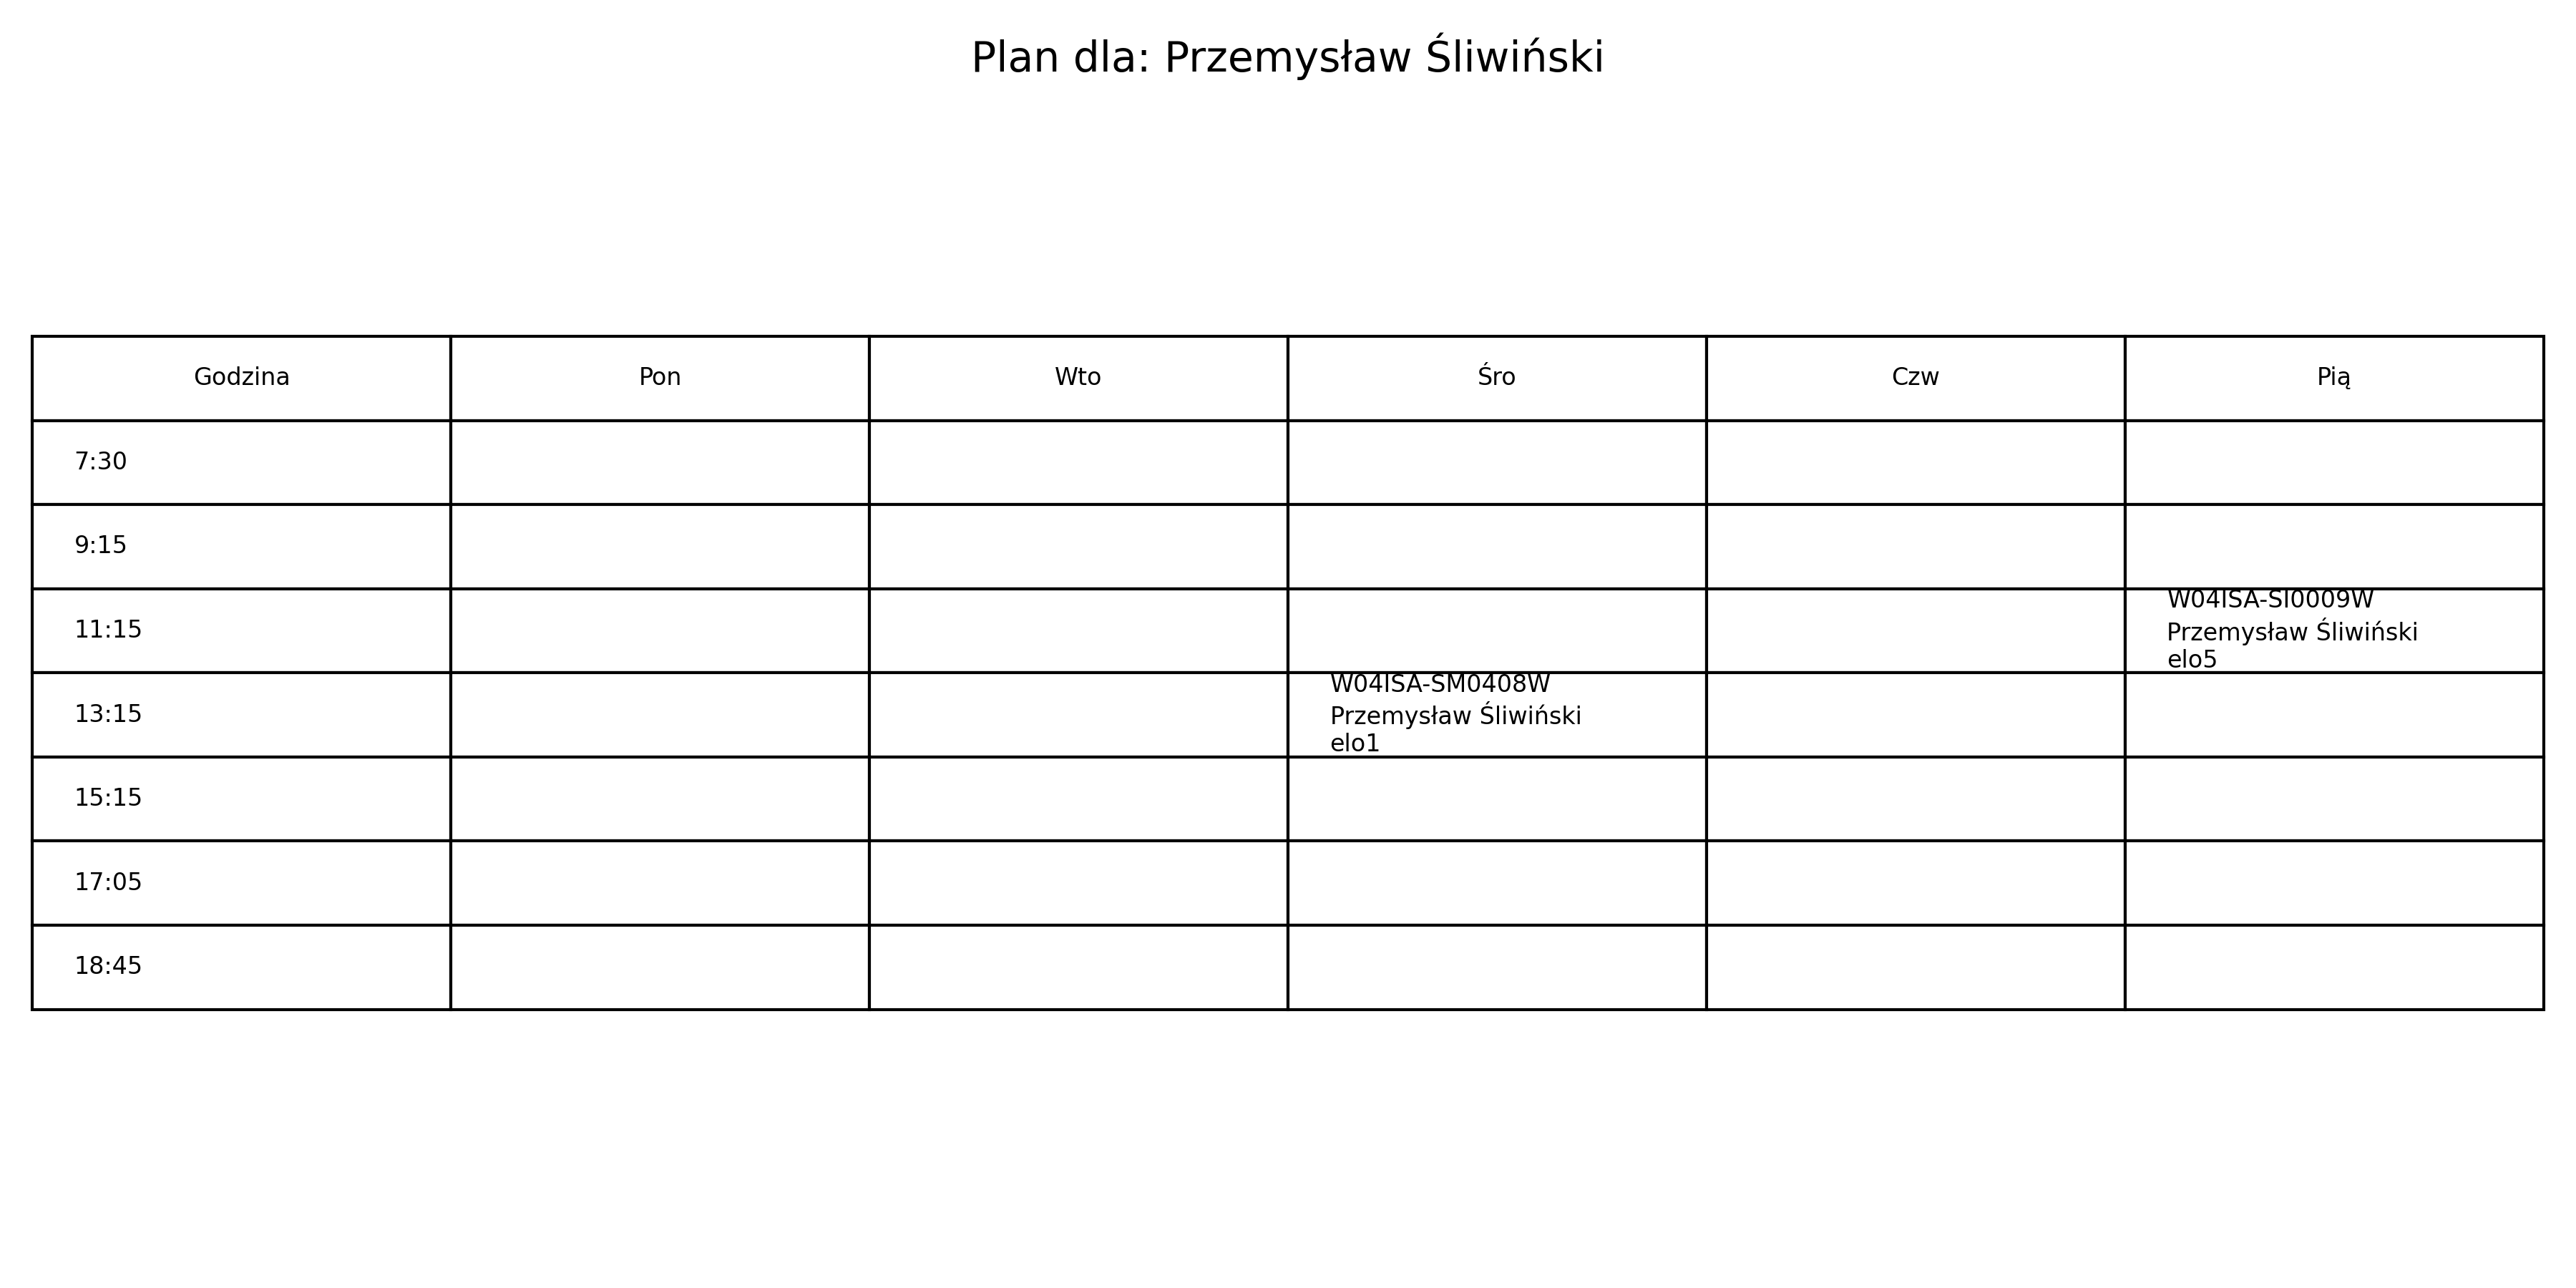 Plan dla: Przemysław Śliwiński
Godzina Pon Wto Śro Czw Pią
7:30
9:15
11:15
W04ISA-SI0009W
Przemysław Śliwiński
elo5
13:15
W04ISA-SM0408W
Przemysław Śliwiński
elo1
15:15
17:05
18:45